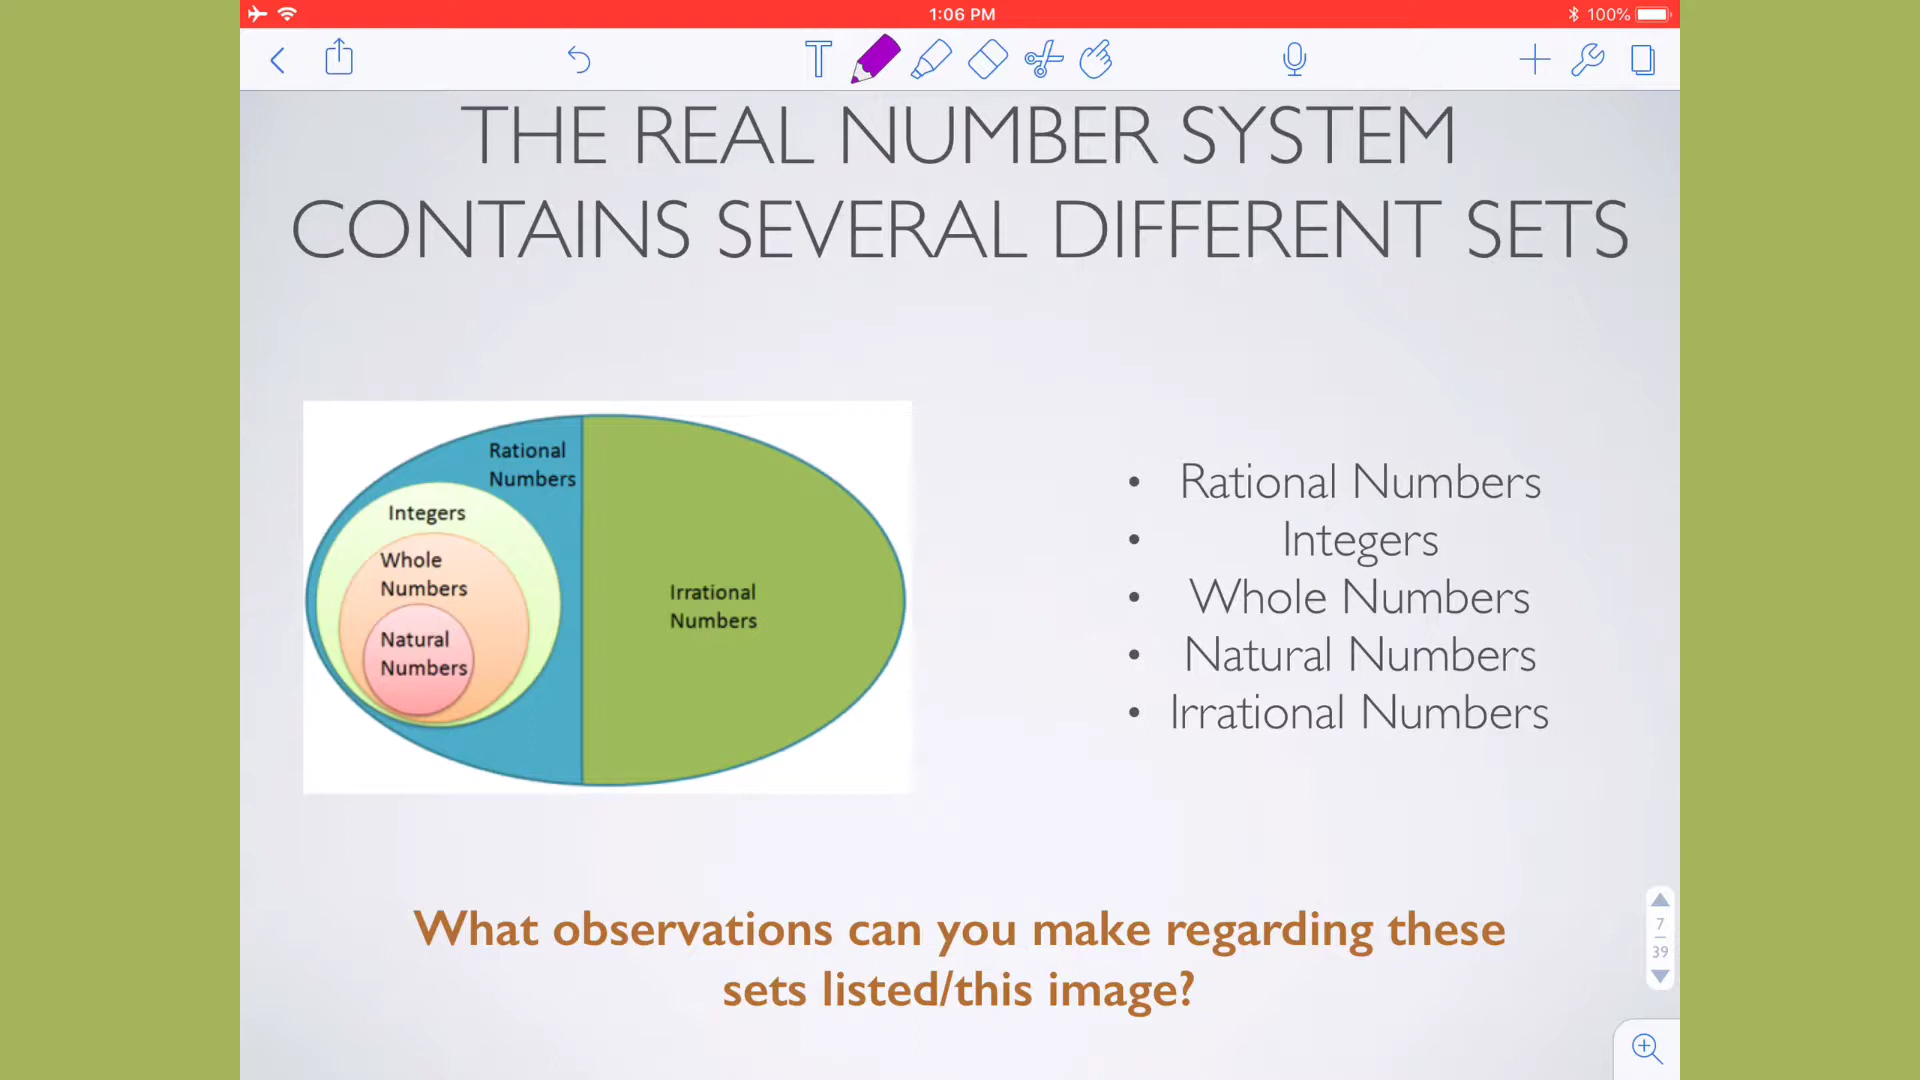 1:06 PM
100%
THE REAL NUMBER SYSTEM
CONTAINS SEVERAL DIFFERENT SETS
Rational
Numbers
Integers
Whole
Numbers
Natural
Numbers
Irrational
Numbers
• Rational Numbers
• Integers
• Whole Numbers
• Natural Numbers
• Irrational Numbers
What observations can you make regarding these
sets listed/this image?
7
39